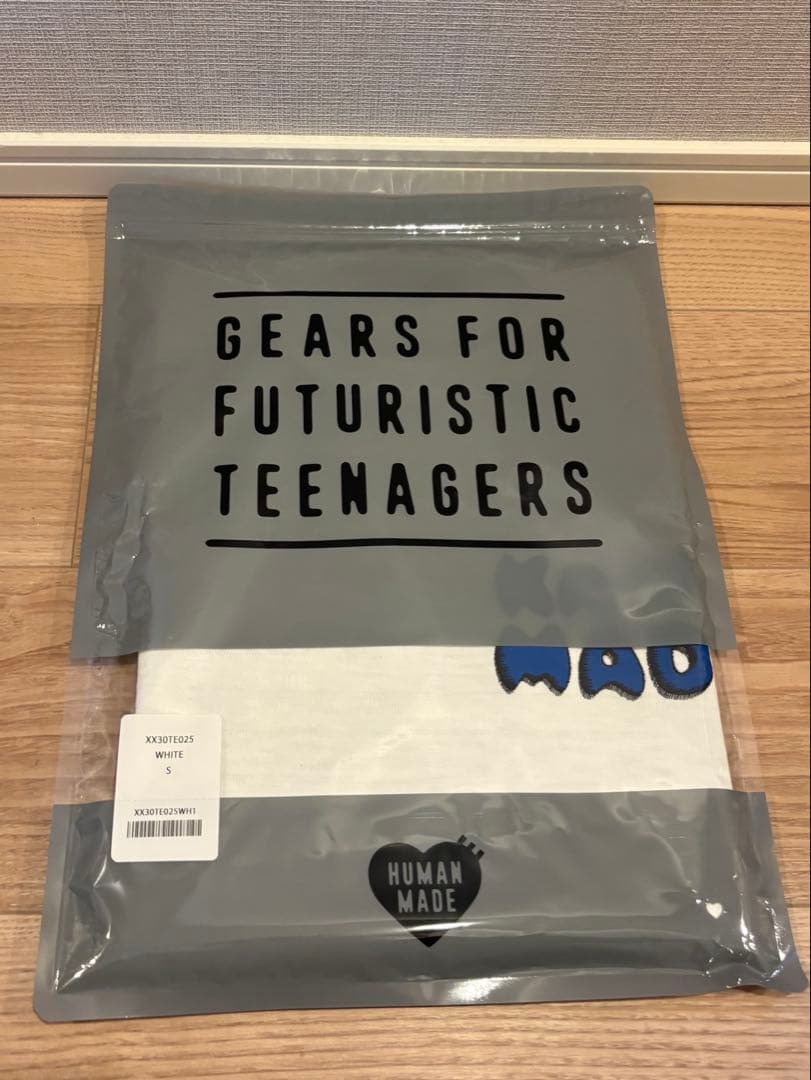 GEARS FOR
FUTURISTIC
TEENAGERS
XX30TE025
WHITE
S
XX30TE025WH1
HUMAN
MADE